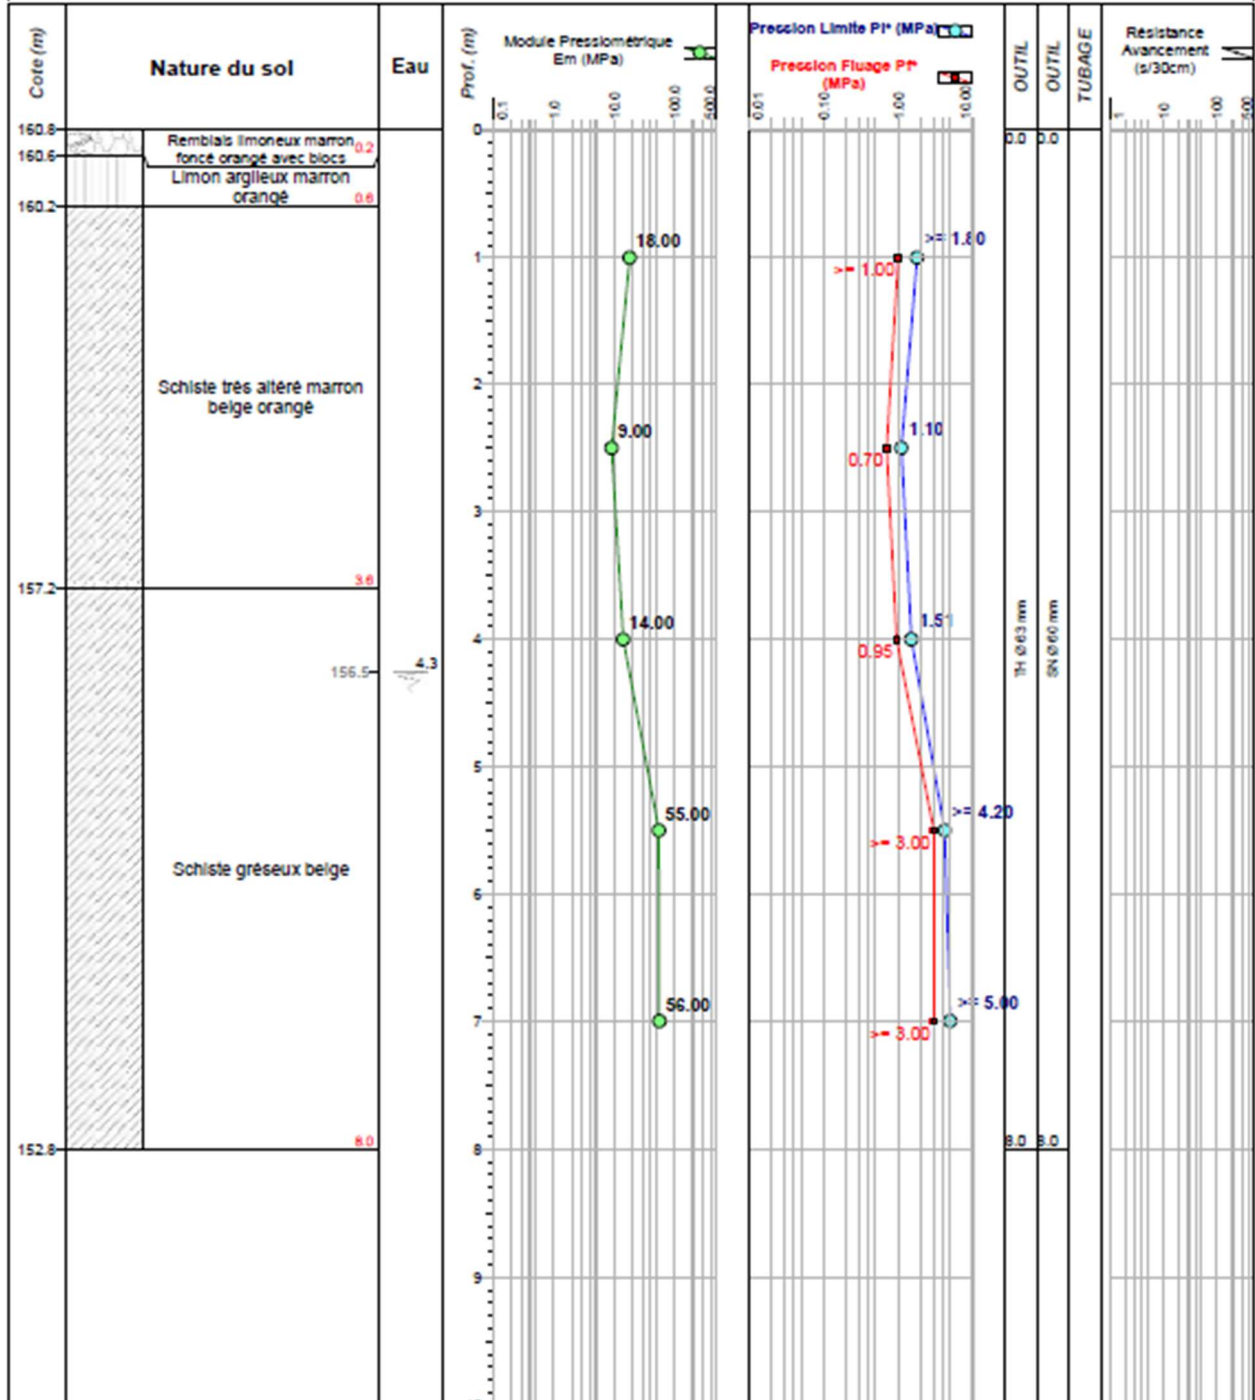 Cote (m)
Nature du sol
Eau
Prof. (m)
Module Pressiométrique
Em (MPa)
0.1
1.0
10.0
100.0
500.0
Pression Limite Pl* (MPa)
Pression Fluage Pf*
(MPa)
0.01
0.10
1.00
10.00
OUTIL
OUTIL
TUBAGE
Résistance
Avancement
(s/30cm)
1
10
100
500
160.8
Remblais limoneux marron
foncé orangé avec blocs
0.2
160.6
Limon argileux marron
orangé
0.6
160.2
Schiste très altéré marron
beige orangé
3.6
157.2
156.5
4.3
Schiste gréseux beige
8.0
152.8
0
1
2
3
4
5
6
7
8
9
18.00
9.00
14.00
55.00
56.00
>= 1.80
>= 1.00
1.10
0.70
1.51
0.95
>= 4.20
>= 3.00
>= 5.00
>= 3.00
0.0
0.0
TH Ø 63 mm
SN Ø 60 mm
8.0
8.0